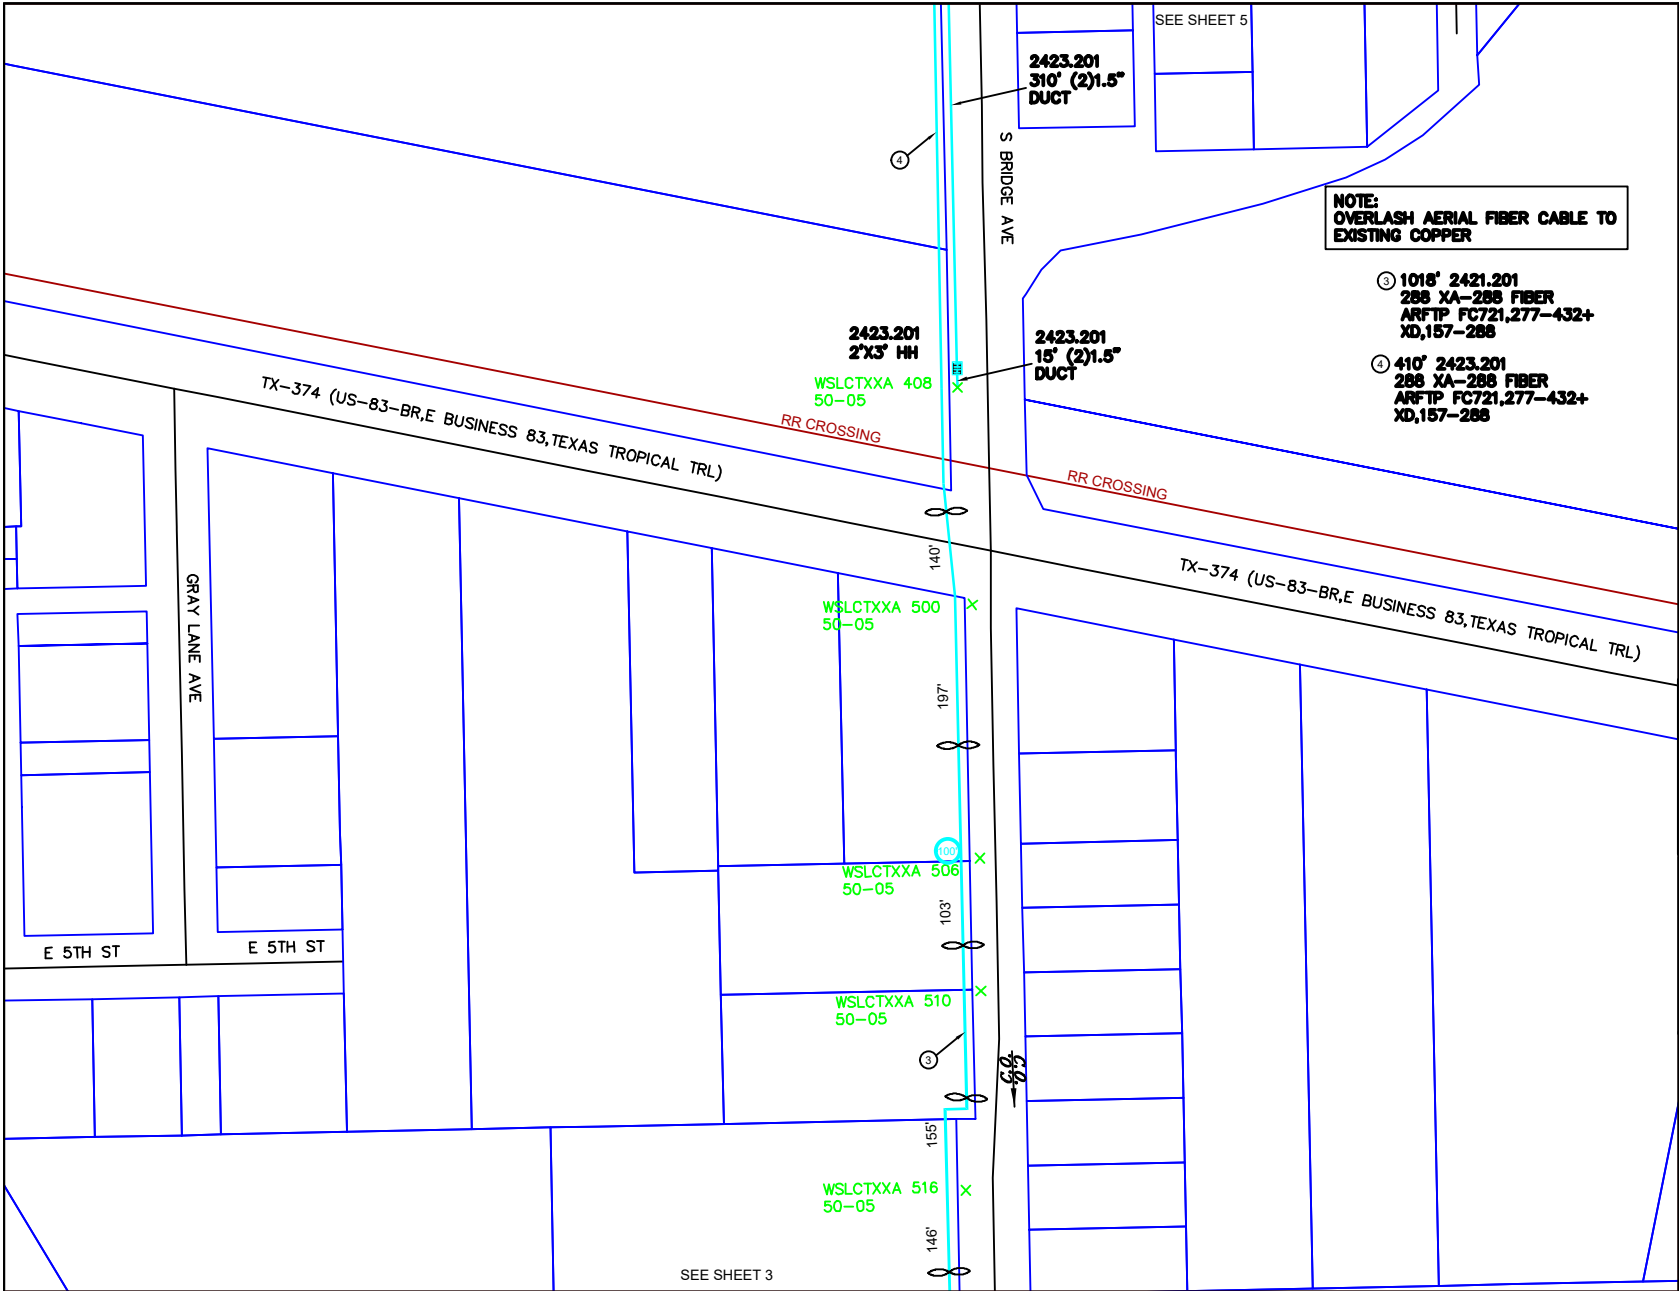 SEE SHEET 5
2423.201
310' (2)1.5"
DUCT
4
S BRIDGE AVE
NOTE:
OVERLASH AERIAL FIBER CABLE TO
EXISTING COPPER
3 1018' 2421.201
288 XA-288 FIBER
ARFTP FC721,277-432+
XD,157-288
4 410' 2423.201
288 XA-288 FIBER
ARFTP FC721,277-432+
XD,157-288
2423.201
2'X3' HH
2423.201
15' (2)1.5"
DUCT
WSLCTXXA 408
50-05
TX-374 (US-83-BR,E BUSINESS 83,TEXAS TROPICAL TRL)
RR CROSSING
RR CROSSING
140'
TX-374 (US-83-BR,E BUSINESS 83,TEXAS TROPICAL TRL)
GRAY LANE AVE
WSLCTXXA 500
50-05
197'
100'
WSLCTXXA 506
50-05
103'
E 5TH ST
E 5TH ST
WSLCTXXA 510
50-05
3
C.O.
155'
WSLCTXXA 516
50-05
146'
SEE SHEET 3